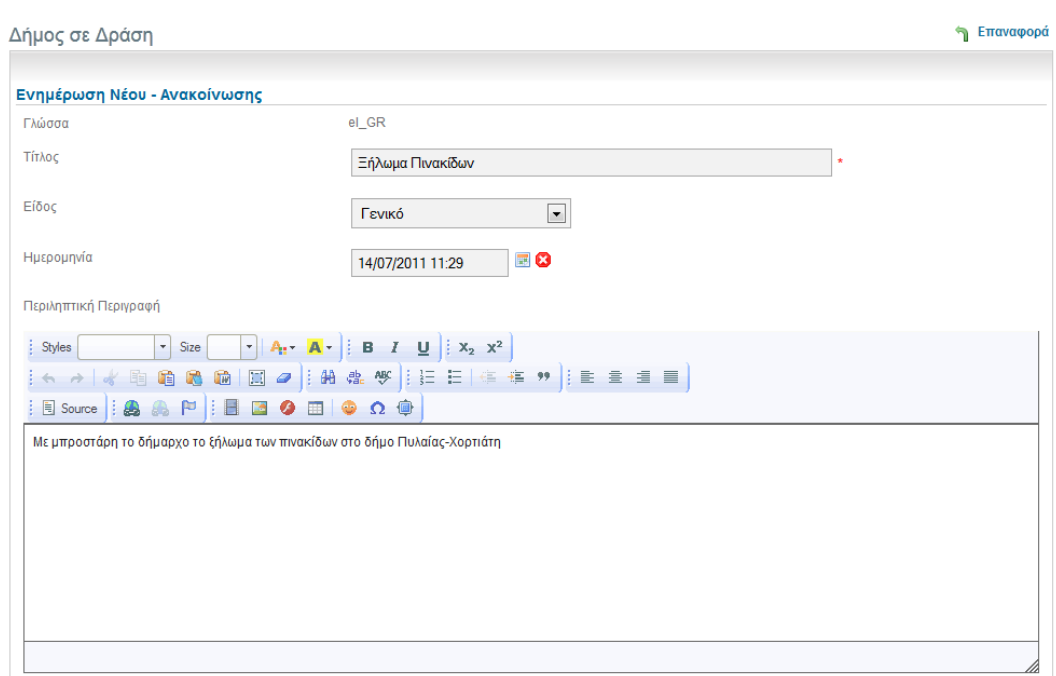 Δήμος σε Δράση
Επαναφορά
Ενημέρωση Νέου - Ανακοίνωσης
Γλώσσα el_GR
Τίτλος Ξήλωμα Πινακίδων *
Είδος Γενικό
Ημερομηνία 14/07/2011 11:29
Περιληπτική Περιγραφή
Styles Size A A B I U X₂ X²
ABC
Source Ω
Με μπροστάρη το δήμαρχο το ξήλωμα των πινακίδων στο δήμο Πυλαίας-Χορτιάτη